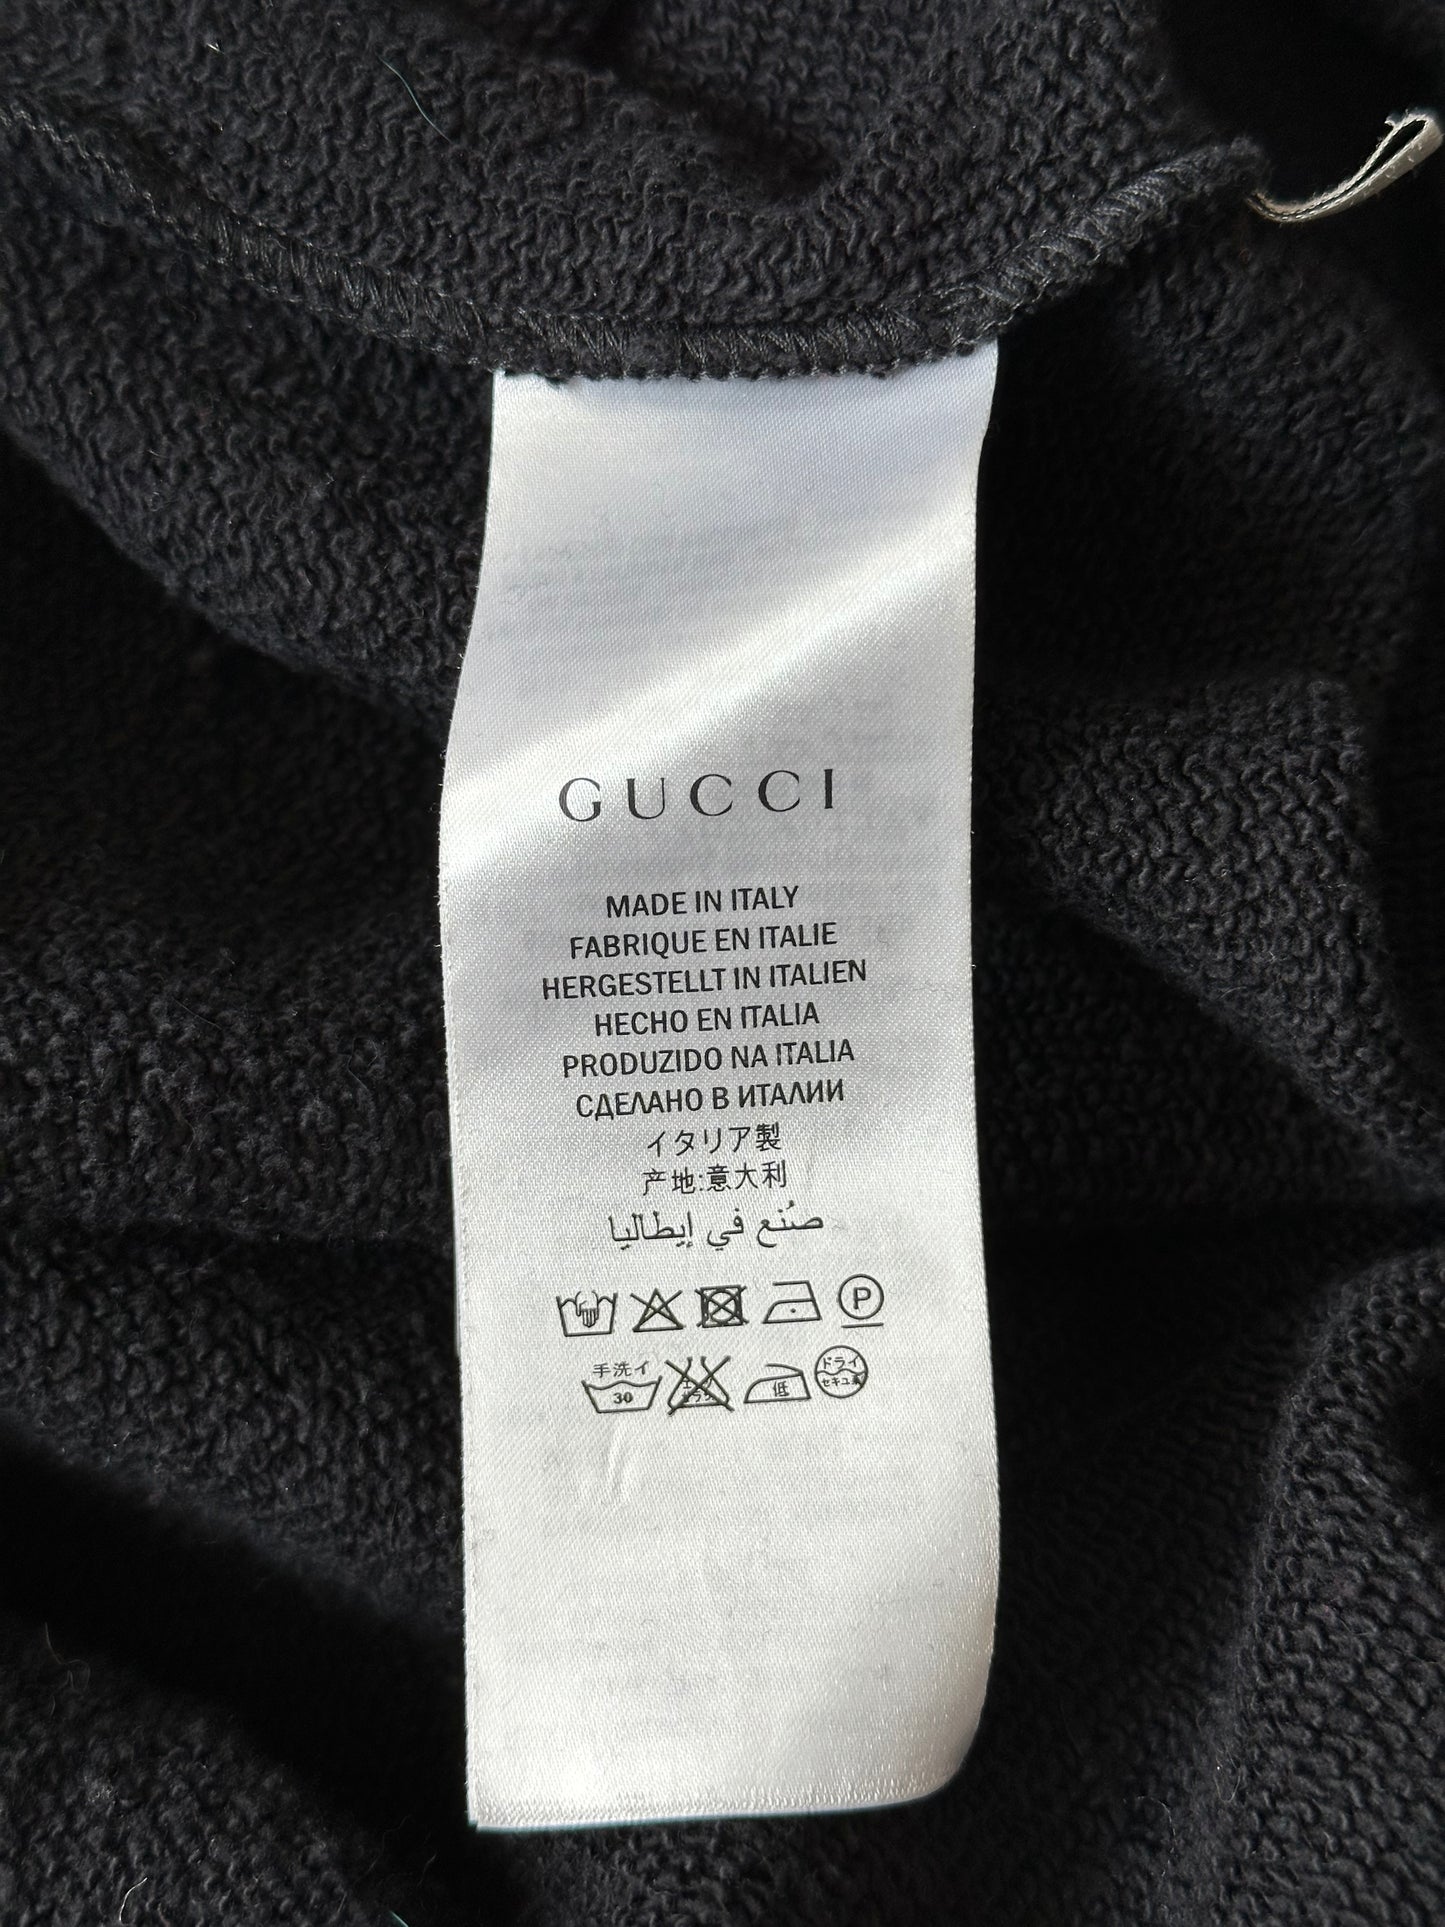 GUCCI
MADE IN ITALY
FABRIQUE EN ITALIE
HERGESTELLT IN ITALIEN
HECHO EN ITALIA
PRODUZIDO NA ITALIA
СДЕЛАНО В ИТАЛИИ
イタリア製
产地:意大利
صُنع في إيطاليا
P
手洗イ
30
低
ドライ
セキユ系